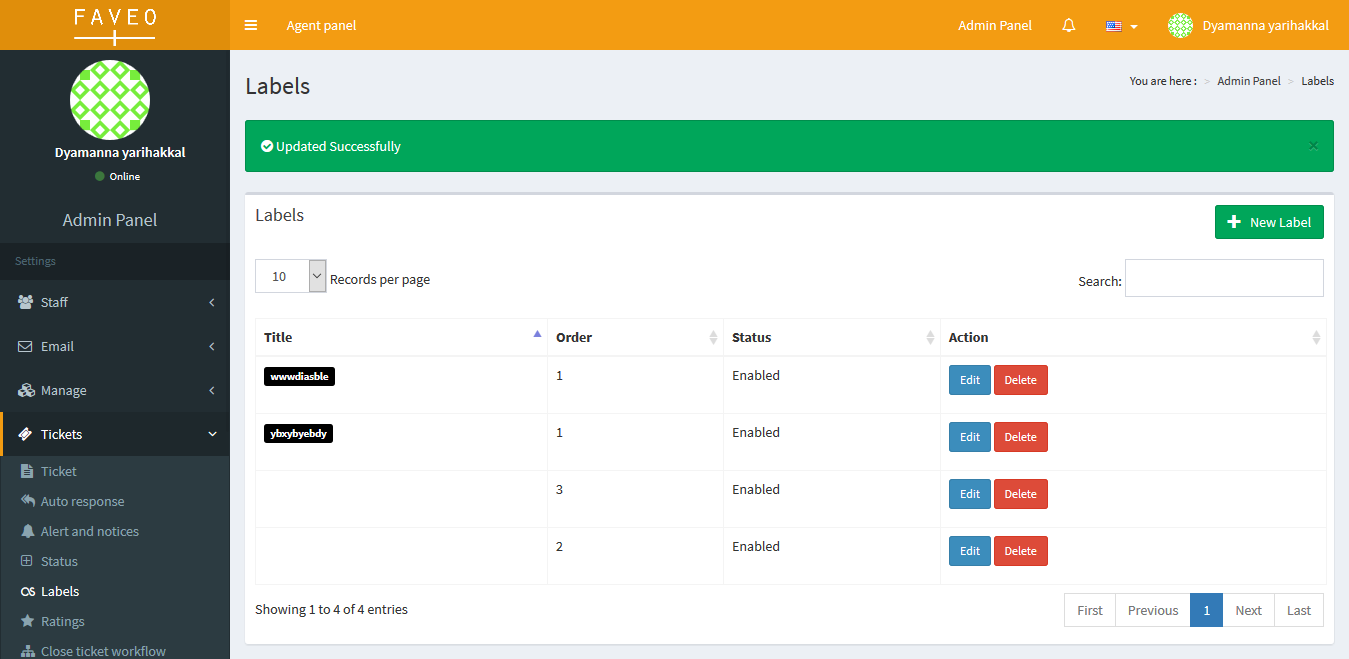 FAVEO
Agent panel
Admin Panel
Dyamanna yarihakkal
Dyamanna yarihakkal
Online
Admin Panel
Settings
Staff
Email
Manage
Tickets
Ticket
Auto response
Alert and notices
Status
Labels
Ratings
Close ticket workflow
Labels
You are here : > Admin Panel > Labels
Updated Successfully ×
Labels
New Label
10 Records per page
Search:
Title Order Status Action
wwwdiasble 1 Enabled Edit Delete
ybxybyebdy 1 Enabled Edit Delete
3 Enabled Edit Delete
2 Enabled Edit Delete
Showing 1 to 4 of 4 entries
First Previous 1 Next Last